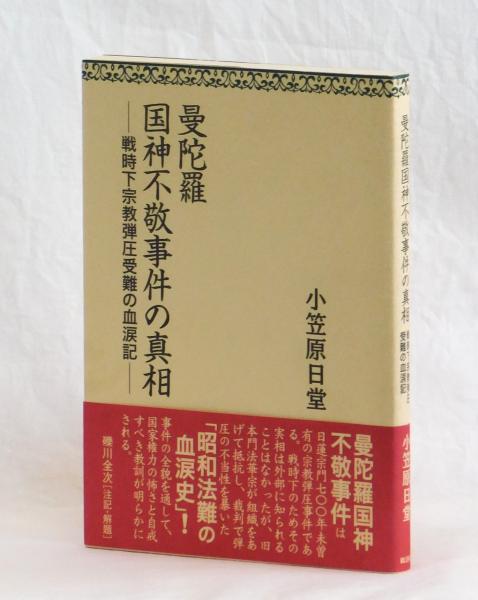 曼陀羅
国神不敬事件の真相
──戦時下宗教弾圧受難の血涙記──
小笠原日堂
曼陀羅国神
不敬事件は
日蓮宗門七〇〇年未曽
有の宗教弾圧事件であ
る。戦時下のためその
実相は外部に知られる
ことはなかったが、旧
本門法華宗が組織をあ
げて抵抗し、裁判で弾
圧の不当性を暴いた
「昭和法難の
血涙史」！
事件の全貌を通して、
国家権力の怖さと自戒
すべき教訓が明らかに
される。
礫川全次［注記・解題］
曼陀羅国神不敬事件の真相
戦時下宗教弾圧
受難の血涙記
小笠原日堂